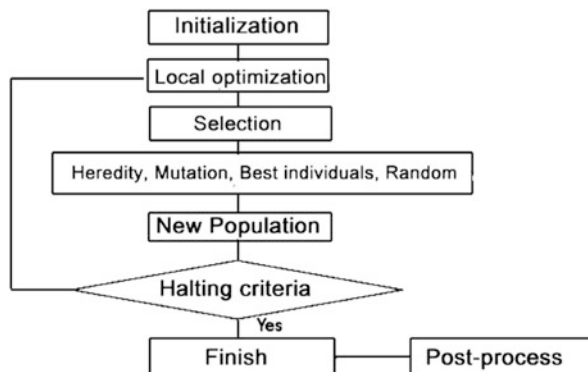 Initialization
Local optimization
Selection
Heredity, Mutation, Best individuals, Random
New Population
Halting criteria
Yes
Finish
Post-process